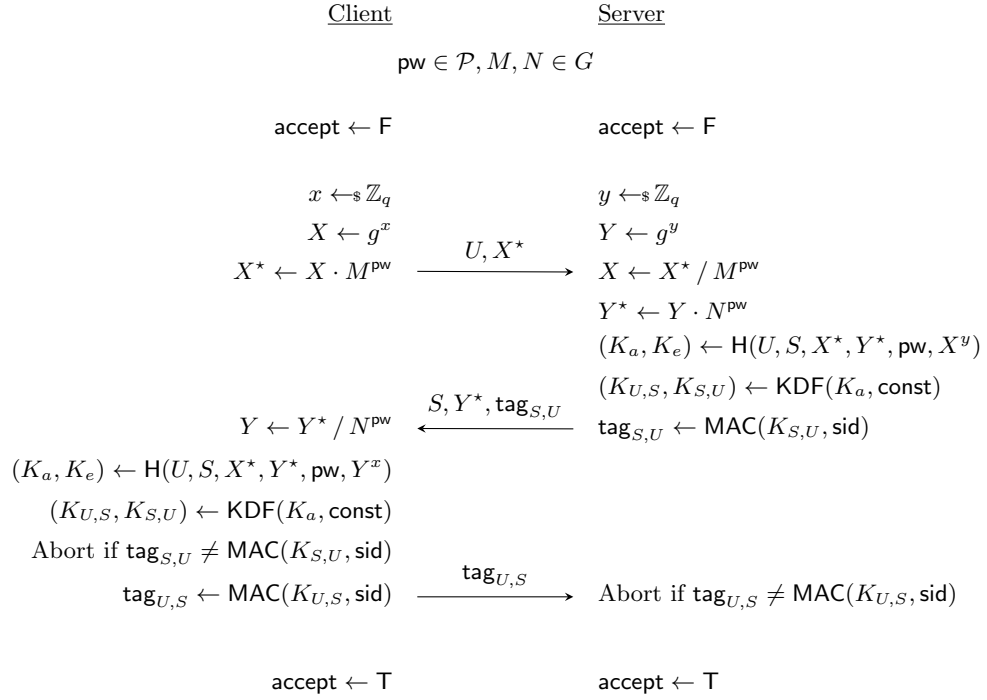 Client Server
pw ∈ 𝒫, M, N ∈ G
accept ← F accept ← F
x ←$ ℤ_q y ←$ ℤ_q
X ← g^x Y ← g^y
U, X^⋆
X^⋆ ← X · M^pw X ← X^⋆ / M^pw
Y^⋆ ← Y · N^pw
(K_a, K_e) ← H(U, S, X^⋆, Y^⋆, pw, X^y)
(K_{U,S}, K_{S,U}) ← KDF(K_a, const)
S, Y^⋆, tag_{S,U}
Y ← Y^⋆ / N^pw tag_{S,U} ← MAC(K_{S,U}, sid)
(K_a, K_e) ← H(U, S, X^⋆, Y^⋆, pw, Y^x)
(K_{U,S}, K_{S,U}) ← KDF(K_a, const)
Abort if tag_{S,U} ≠ MAC(K_{S,U}, sid)
tag_{U,S}
tag_{U,S} ← MAC(K_{U,S}, sid) Abort if tag_{U,S} ≠ MAC(K_{U,S}, sid)
accept ← T accept ← T